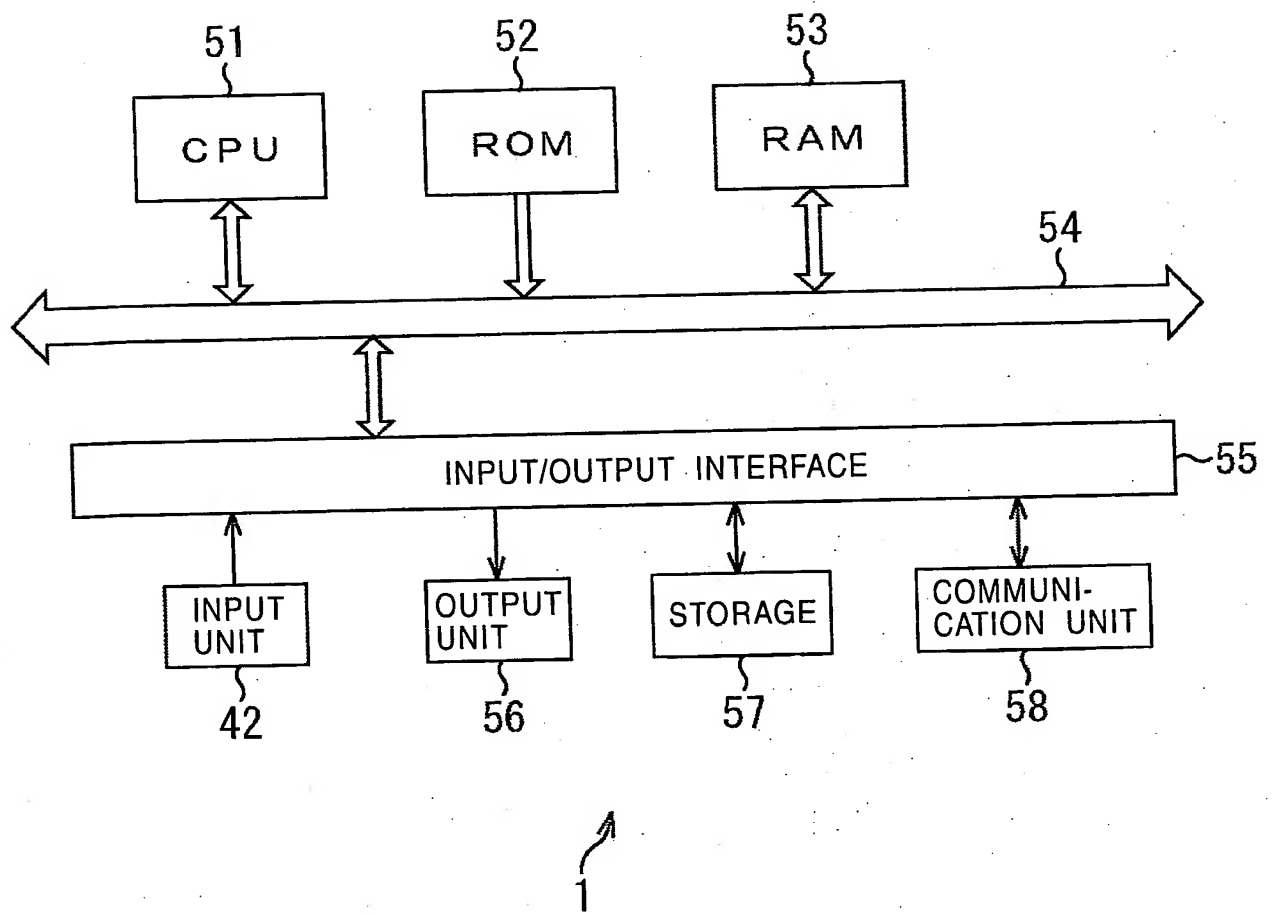 51
52
53
CPU
ROM
RAM
54
INPUT/OUTPUT INTERFACE
55
INPUT
UNIT
OUTPUT
UNIT
STORAGE
COMMUNI-
CATION UNIT
42
56
57
58
1